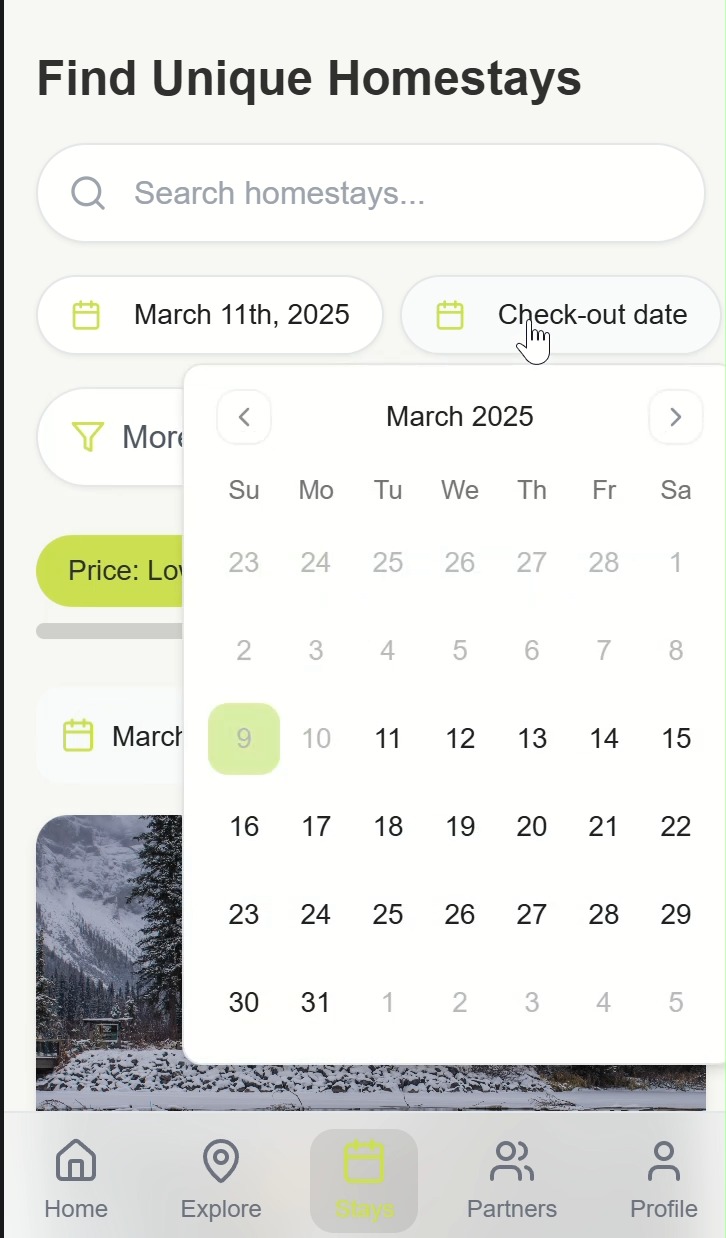 Find Unique Homestays
Search homestays...
March 11th, 2025
Check-out date
More
March 2025
Su Mo Tu We Th Fr Sa
23 24 25 26 27 28 1
Price: Low
2 3 4 5 6 7 8
9 10 11 12 13 14 15
March
16 17 18 19 20 21 22
23 24 25 26 27 28 29
30 31 1 2 3 4 5
Home Explore Stays Partners Profile